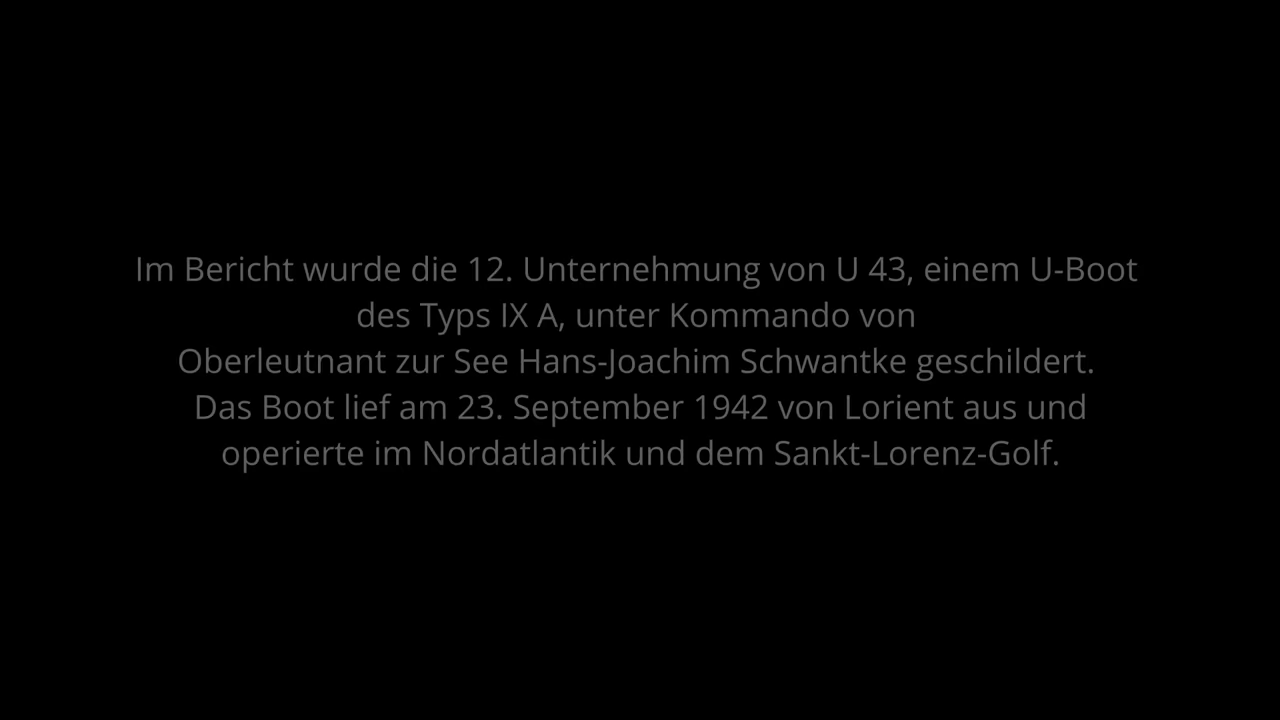 Im Bericht wurde die 12. Unternehmung von U 43, einem U-Boot
des Typs IX A, unter Kommando von
Oberleutnant zur See Hans-Joachim Schwantke geschildert.
Das Boot lief am 23. September 1942 von Lorient aus und
operierte im Nordatlantik und dem Sankt-Lorenz-Golf.